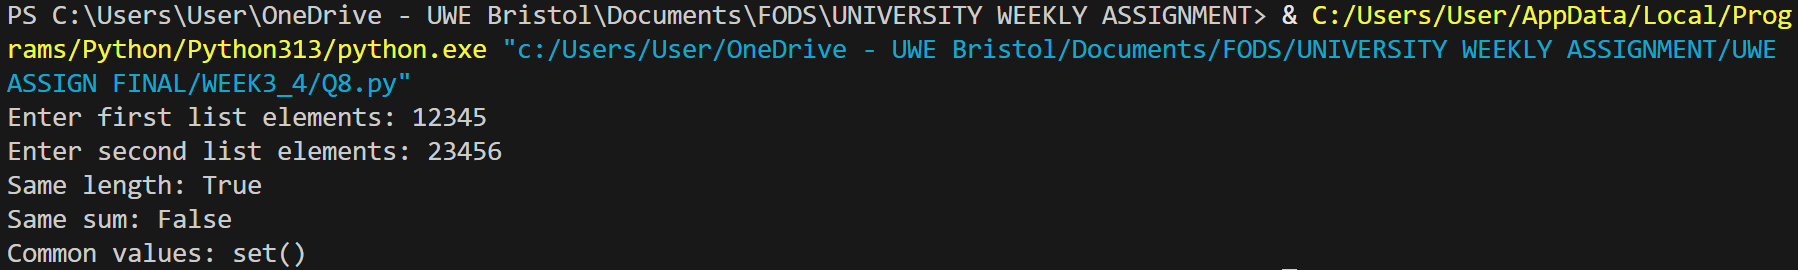 PS C:\Users\User\OneDrive - UWE Bristol\Documents\FODS\UNIVERSITY WEEKLY ASSIGNMENT> & C:/Users/User/AppData/Local/Prog
rams/Python/Python313/python.exe "c:/Users/User/OneDrive - UWE Bristol/Documents/FODS/UNIVERSITY WEEKLY ASSIGNMENT/UWE
ASSIGN FINAL/WEEK3_4/Q8.py"
Enter first list elements: 12345
Enter second list elements: 23456
Same length: True
Same sum: False
Common values: set()